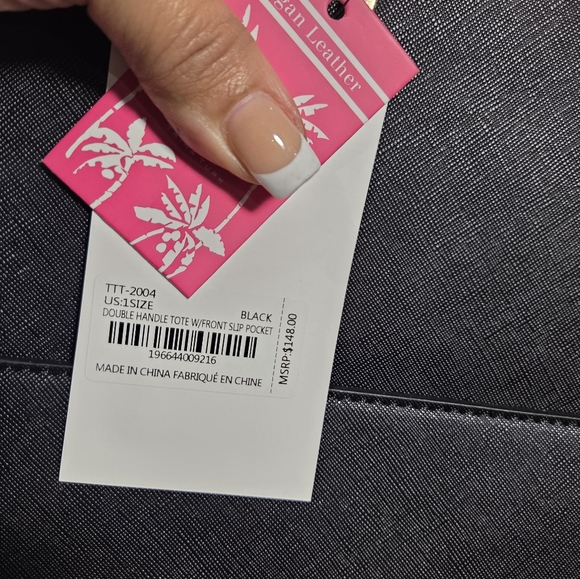 Leather
TTT-2004
US:1SIZE
BLACK
DOUBLE HANDLE TOTE W/FRONT SLIP POCKET
196644009216
MADE IN CHINA FABRIQUÉ EN CHINE
MSRP:$148.00